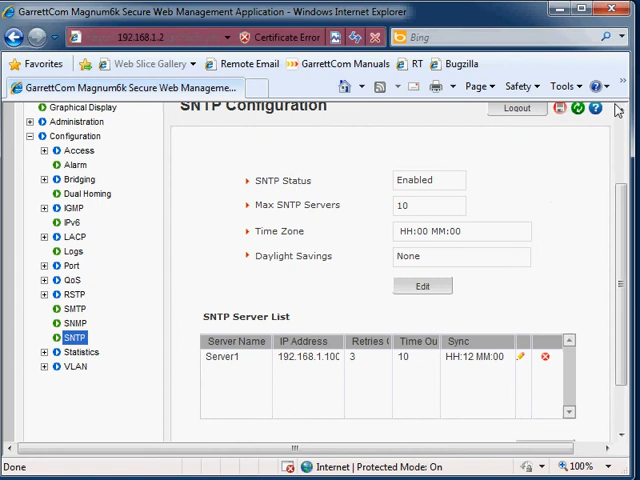 GarrettCom Magnum6k Secure Web Management Application - Windows Internet Explorer
192.168.1.2
Certificate Error
Bing
Favorites
Web Slice Gallery
Remote Email
GarrettCom Manuals
RT
Bugzilla
GarrettCom Magnum6k Secure Web Manageme...
Page
Safety
Tools
Graphical Display
Administration
Configuration
Access
Alarm
Bridging
Dual Homing
IGMP
IPv6
LACP
Logs
Port
QoS
RSTP
SMTP
SNMP
SNTP
Statistics
VLAN
SNTP Configuration
Logout
SNTP Status
Enabled
Max SNTP Servers
10
Time Zone
HH:00 MM:00
Daylight Savings
None
Edit
SNTP Server List
Server Name IP Address Retries Time Ou Sync
Server1 192.168.1.100 3 10 HH:12 MM:00
Done
Internet | Protected Mode: On
100%